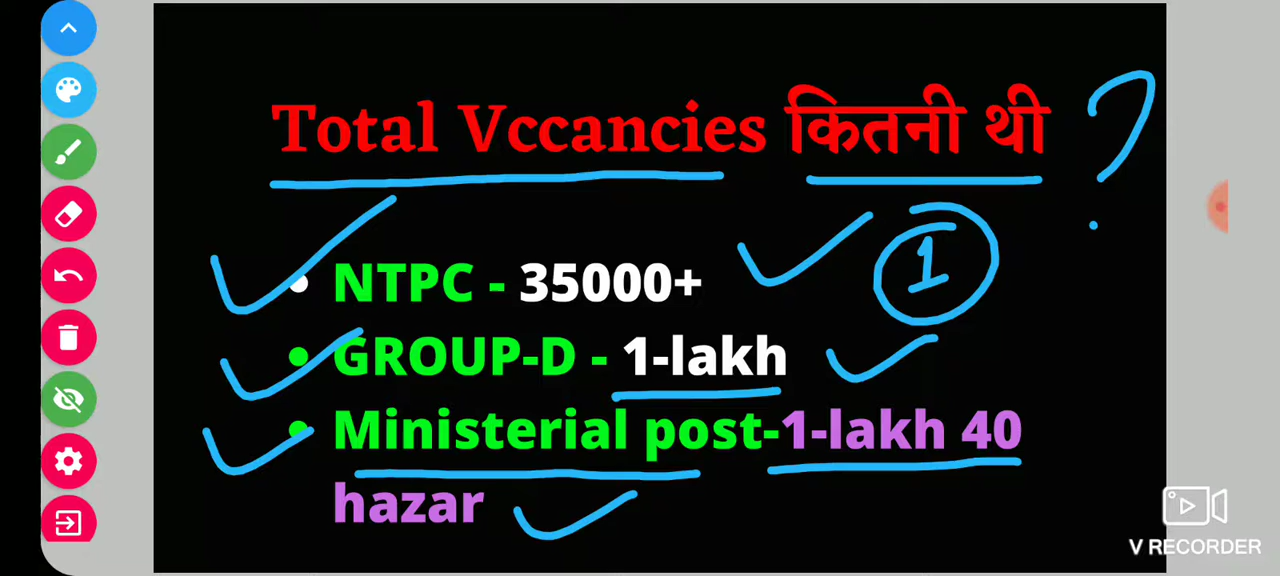 Total Vccancies कितनी थी ?
NTPC - 35000+
1
GROUP-D - 1-lakh
Ministerial post-1-lakh 40
hazar
V RECORDER